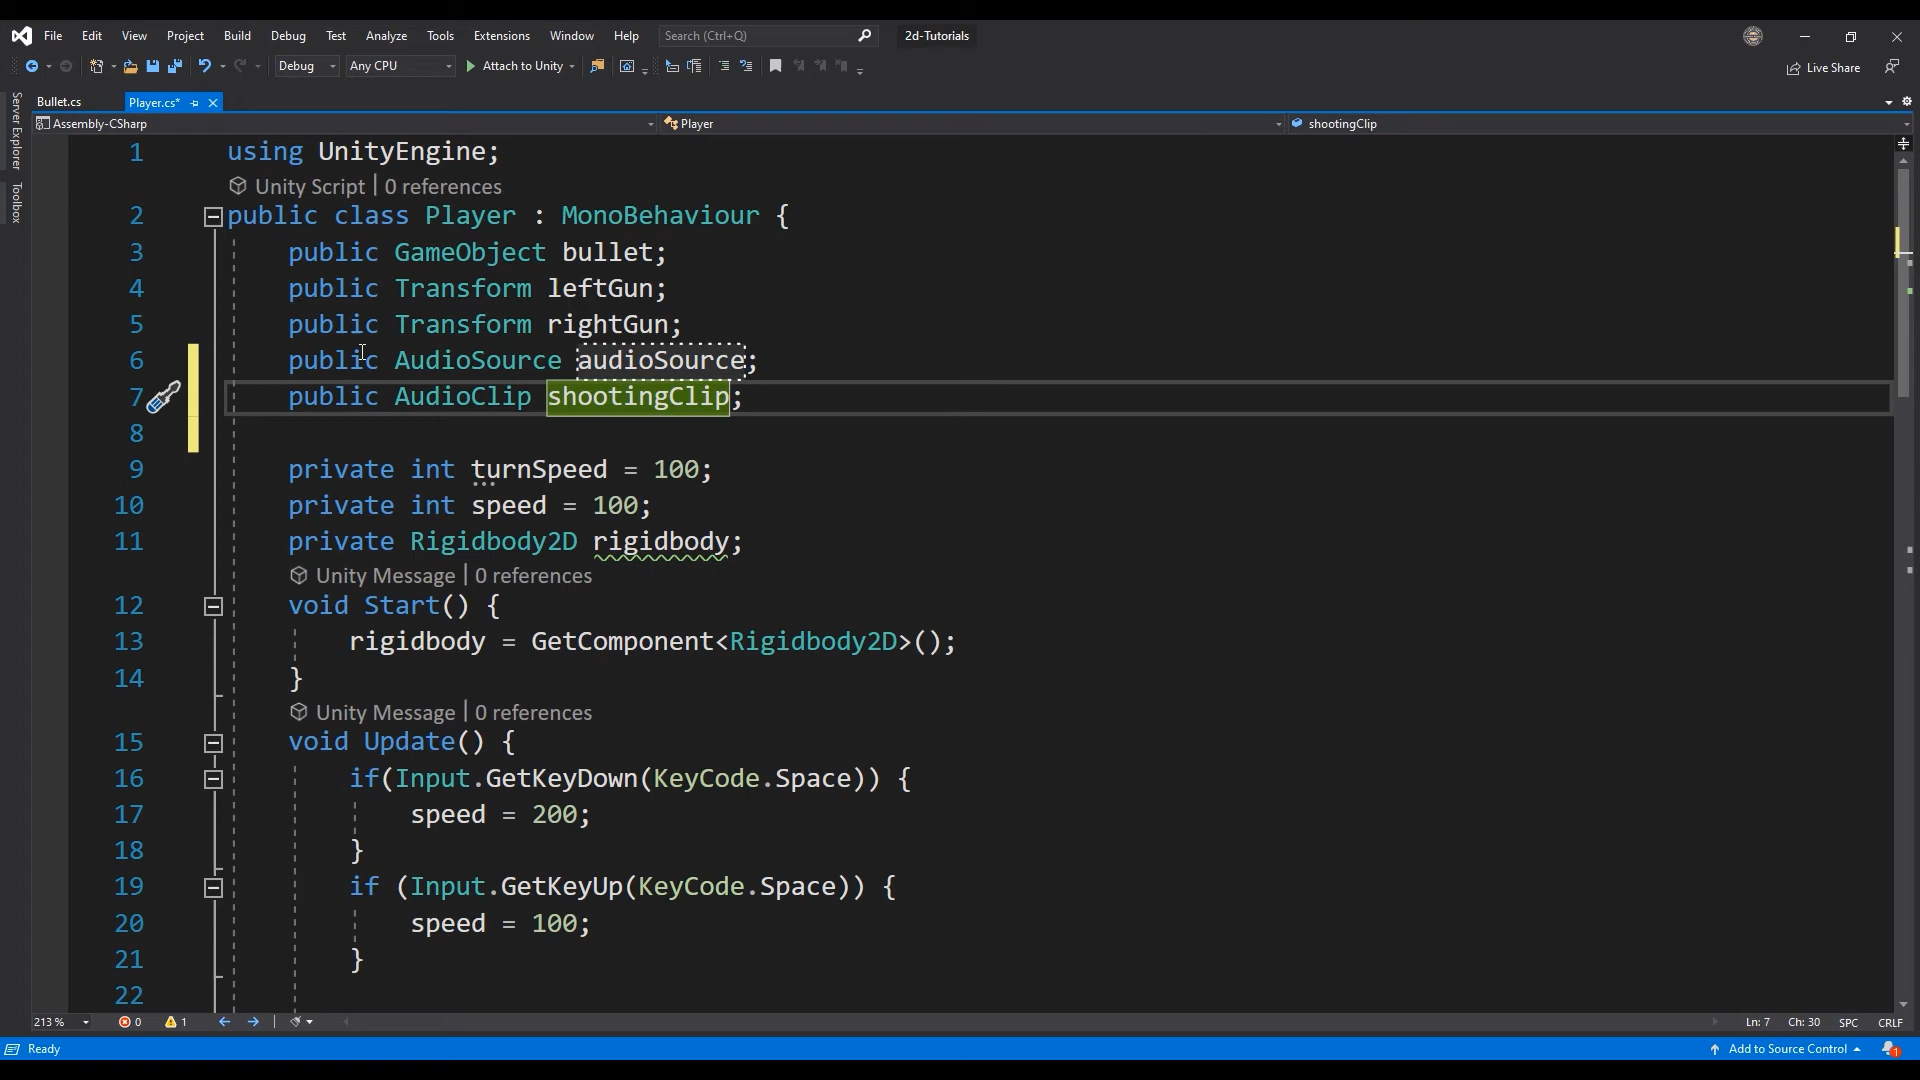 File Edit View Project Build Debug Test Analyze Tools Extensions Window Help Search (Ctrl+Q) 2d-Tutorials
Debug Any CPU Attach to Unity Live Share
Server Explorer
Toolbox
Bullet.cs Player.cs*
Assembly-CSharp Player shootingClip
1 using UnityEngine;
Unity Script | 0 references
2 public class Player : MonoBehaviour {
3 public GameObject bullet;
4 public Transform leftGun;
5 public Transform rightGun;
6 public AudioSource audioSource;
7 public AudioClip shootingClip;
8
9 private int turnSpeed = 100;
10 private int speed = 100;
11 private Rigidbody2D rigidbody;
Unity Message | 0 references
12 void Start() {
13 rigidbody = GetComponent<Rigidbody2D>();
14 }
Unity Message | 0 references
15 void Update() {
16 if(Input.GetKeyDown(KeyCode.Space)) {
17 speed = 200;
18 }
19 if (Input.GetKeyUp(KeyCode.Space)) {
20 speed = 100;
21 }
22
213 % 0 1 Ln: 7 Ch: 30 SPC CRLF
Ready Add to Source Control 1